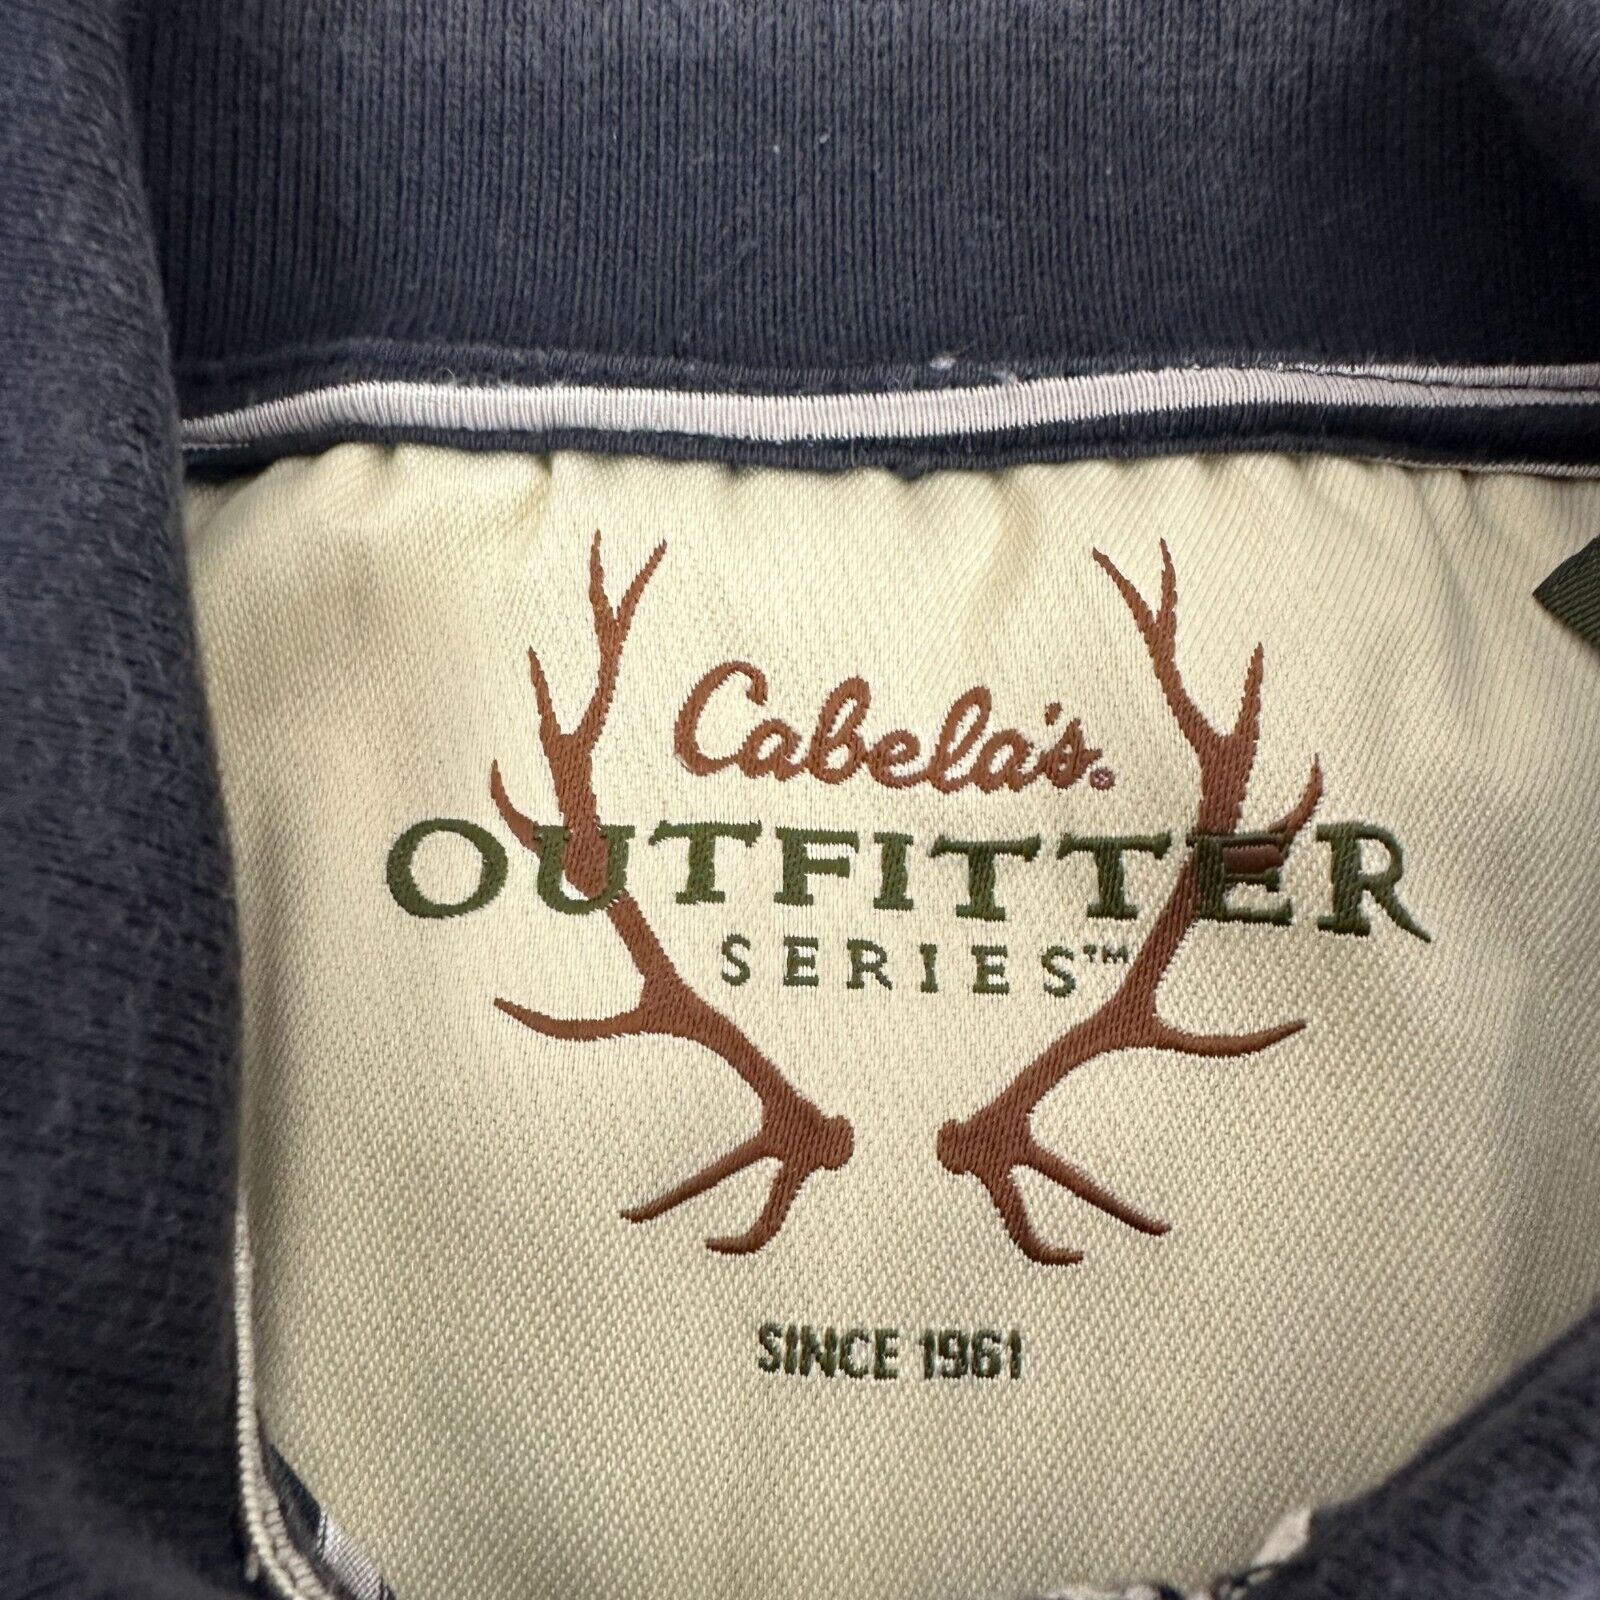 Cabela's®
OUTFITTER
SERIES™
SINCE 1961